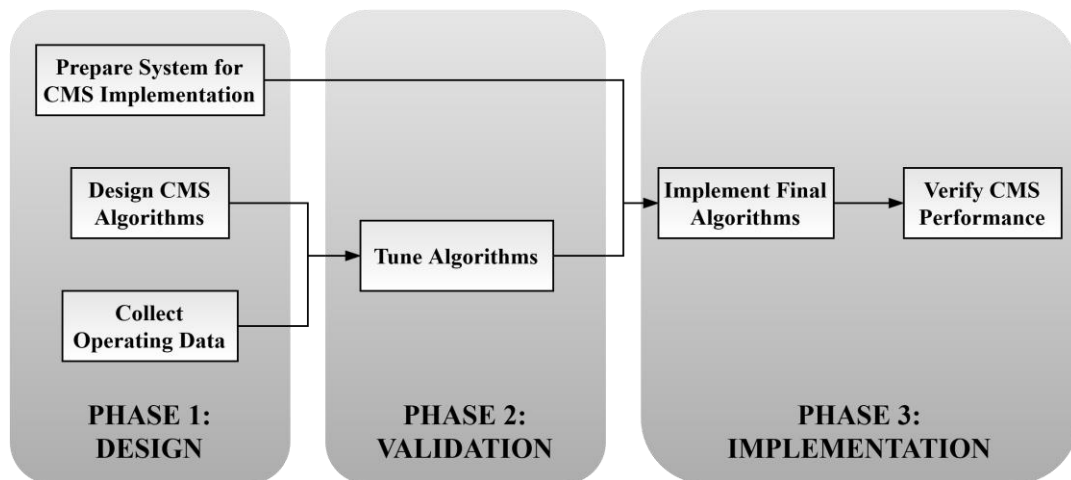 Prepare System for
CMS Implementation
Design CMS
Algorithms
Collect
Operating Data
PHASE 1:
DESIGN
Tune Algorithms
PHASE 2:
VALIDATION
Implement Final
Algorithms
Verify CMS
Performance
PHASE 3:
IMPLEMENTATION